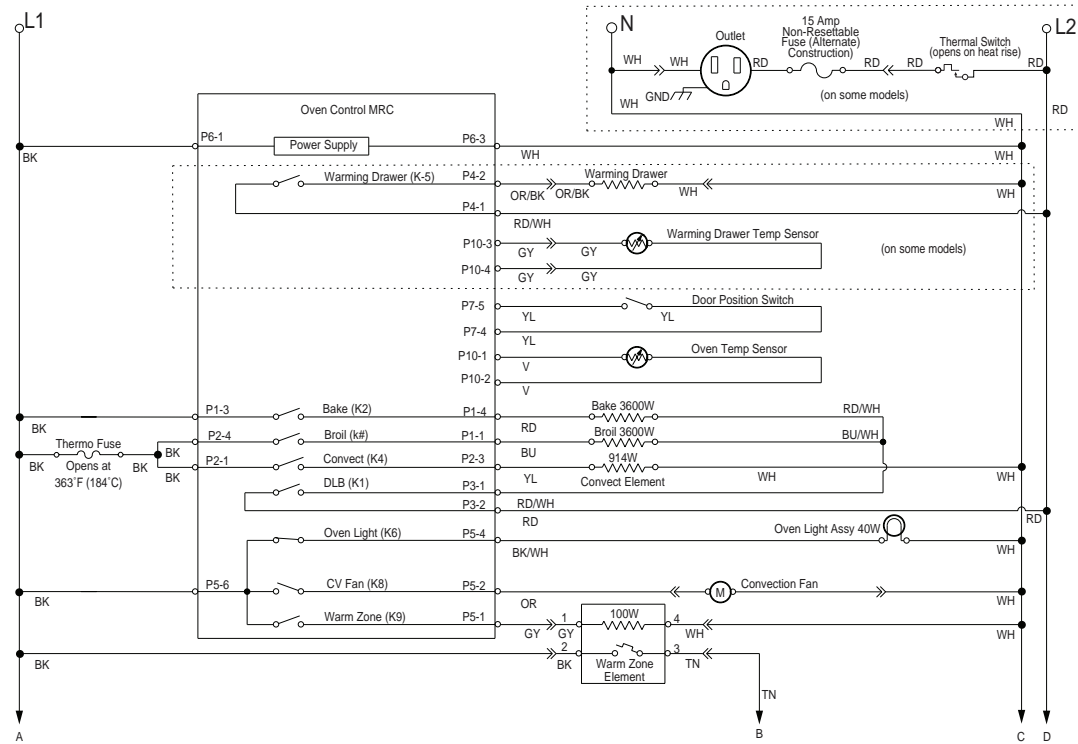 L1
N
15 Amp
Non-Resettable
Fuse (Alternate)
Construction)
Outlet
Thermal Switch
(opens on heat rise)
L2
WH
WH
RD
RD
RD
RD
GND
(on some models)
WH
WH
RD
Oven Control MRC
P6-1
Power Supply
P6-3
BK
WH
WH
Warming Drawer (K-5)
P4-2
Warming Drawer
OR/BK
OR/BK
WH
WH
P4-1
RD/WH
P10-3
Warming Drawer Temp Sensor
GY
GY
(on some models)
P10-4
GY
GY
P7-5
Door Position Switch
YL
YL
P7-4
YL
P10-1
Oven Temp Sensor
V
P10-2
V
P1-3
Bake (K2)
P1-4
Bake 3600W
RD/WH
BK
RD
Thermo Fuse
Opens at
363˚F (184˚C)
BK
BK
P2-4
Broil (k#)
P1-1
Broil 3600W
BU/WH
BK
BU
P2-1
Convect (K4)
P2-3
914W
Convect Element
BK
YL
WH
WH
DLB (K1)
P3-1
RD/WH
P3-2
RD
RD
Oven Light (K6)
P5-4
Oven Light Assy 40W
BK/WH
WH
P5-6
CV Fan (K8)
P5-2
M
Convection Fan
BK
OR
WH
Warm Zone (K9)
P5-1
1
100W
4
GY
GY
WH
WH
BK
2
BK
Warm Zone
Element
3
TN
TN
A
B
C
D